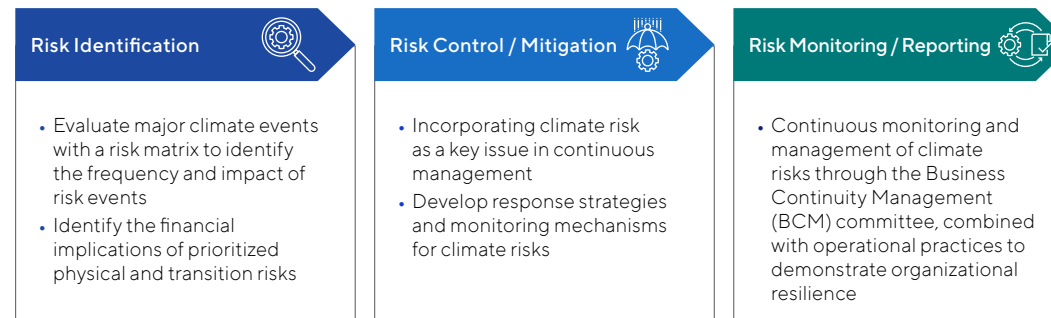 Risk Identification
• Evaluate major climate events
with a risk matrix to identify
the frequency and impact of
risk events
• Identify the financial
implications of prioritized
physical and transition risks
Risk Control / Mitigation
• Incorporating climate risk
as a key issue in continuous
management
• Develop response strategies
and monitoring mechanisms
for climate risks
Risk Monitoring / Reporting
• Continuous monitoring and
management of climate
risks through the Business
Continuity Management
(BCM) committee, combined
with operational practices to
demonstrate organizational
resilience